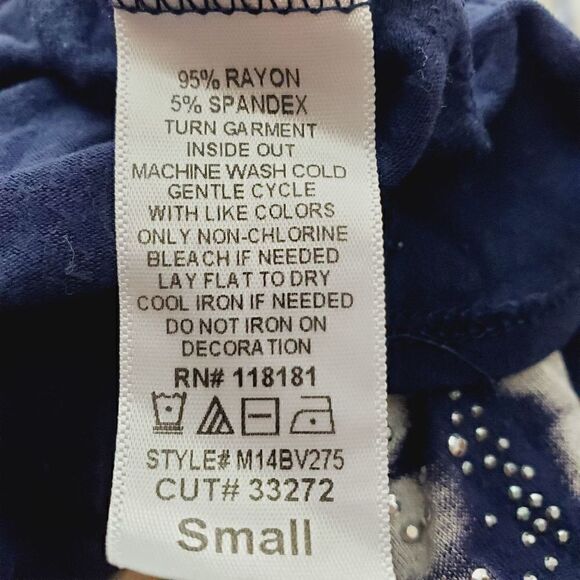 95% RAYON
5% SPANDEX
TURN GARMENT
INSIDE OUT
MACHINE WASH COLD
GENTLE CYCLE
WITH LIKE COLORS
ONLY NON-CHLORINE
BLEACH IF NEEDED
LAY FLAT TO DRY
COOL IRON IF NEEDED
DO NOT IRON ON
DECORATION
RN# 118181
STYLE# M14BV275
CUT# 33272
Small